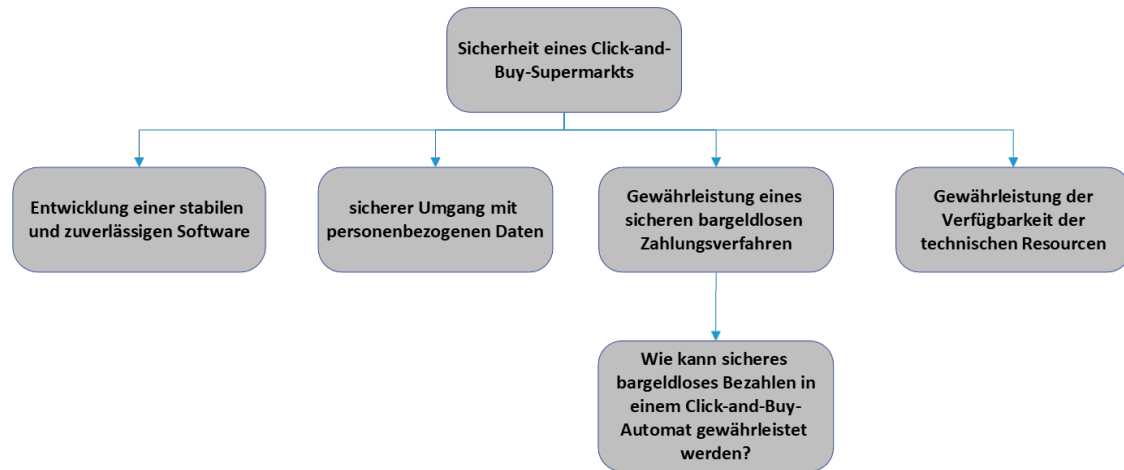 Sicherheit eines Click-and-
Buy-Supermarkts
Entwicklung einer stabilen
und zuverlässigen Software
sicherer Umgang mit
personenbezogenen Daten
Gewährleistung eines
sicheren bargeldlosen
Zahlungsverfahren
Gewährleistung der
Verfügbarkeit der
technischen Resourcen
Wie kann sicheres
bargeldloses Bezahlen in
einem Click-and-Buy-
Automat gewährleistet
werden?